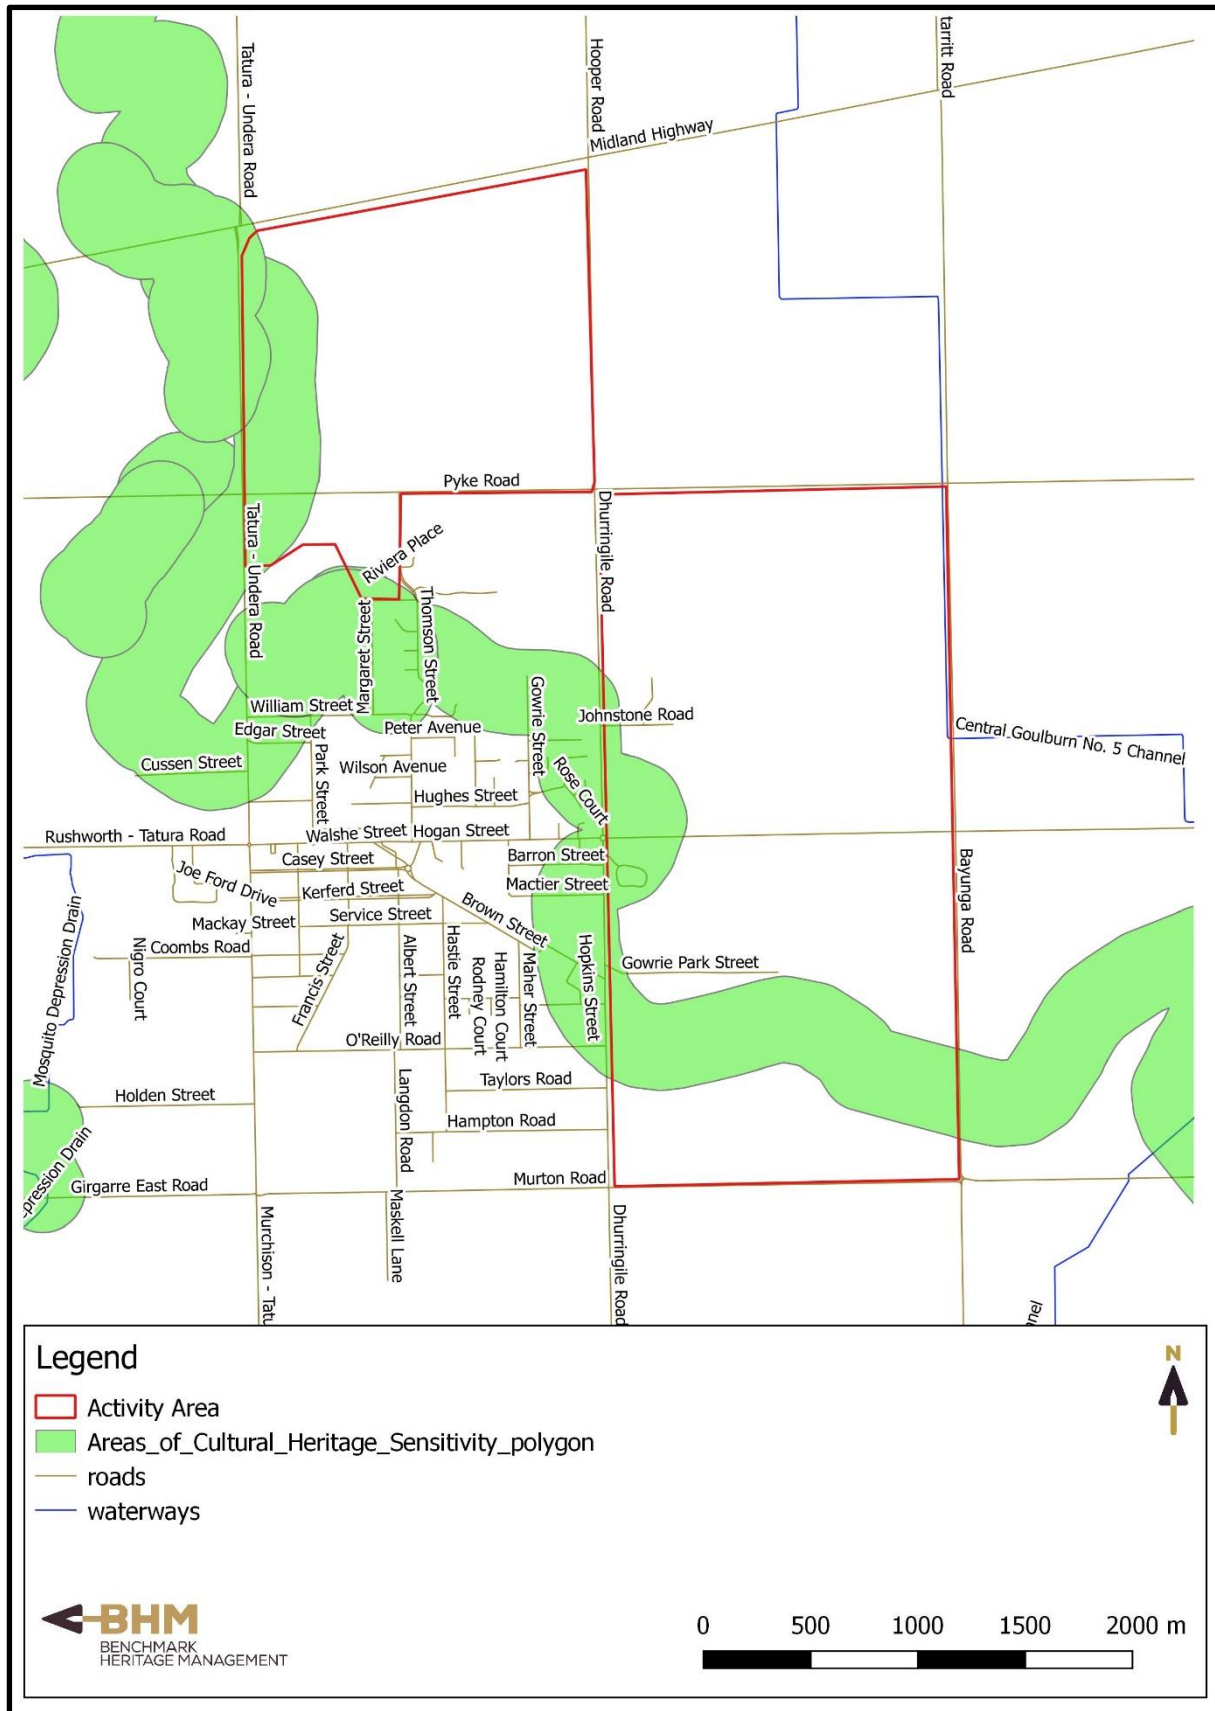 Tatura - Undera Road
Hooper Road
tarritt Road
Midland Highway
Pyke Road
Tatura - Undera Road
Riviera Place
Dhurringile Road
Thomson Street
Margaret Street
William Street
Gowrie Street
Johnstone Road
Edgar Street
Peter Avenue
Central Goulburn No. 5 Channel
Cussen Street
Park Street
Wilson Avenue
Rose Court
Hughes Street
Rushworth - Tatura Road
Walshe Street
Hogan Street
Casey Street
Barron Street
Joe Ford Drive
Kerferd Street
Mactier Street
Bayunga Road
Mackay Street
Service Street
Brown Street
Mosquito Depression Drain
Nigro Court
Coombs Road
Francis Street
Albert Street
Hastie Street
Rodney Court
Hamilton Court
Maher Street
Hopkins Street
Gowrie Park Street
O'Reilly Road
Holden Street
Langdon Road
Taylors Road
Hampton Road
epression Drain
Girgarre East Road
Murton Road
Murchison - Tatu
Maskell Lane
Dhurringile Road
anel
Legend
Activity Area
Areas_of_Cultural_Heritage_Sensitivity_polygon
roads
waterways
N
BHM
BENCHMARK
HERITAGE MANAGEMENT
0 500 1000 1500 2000 m